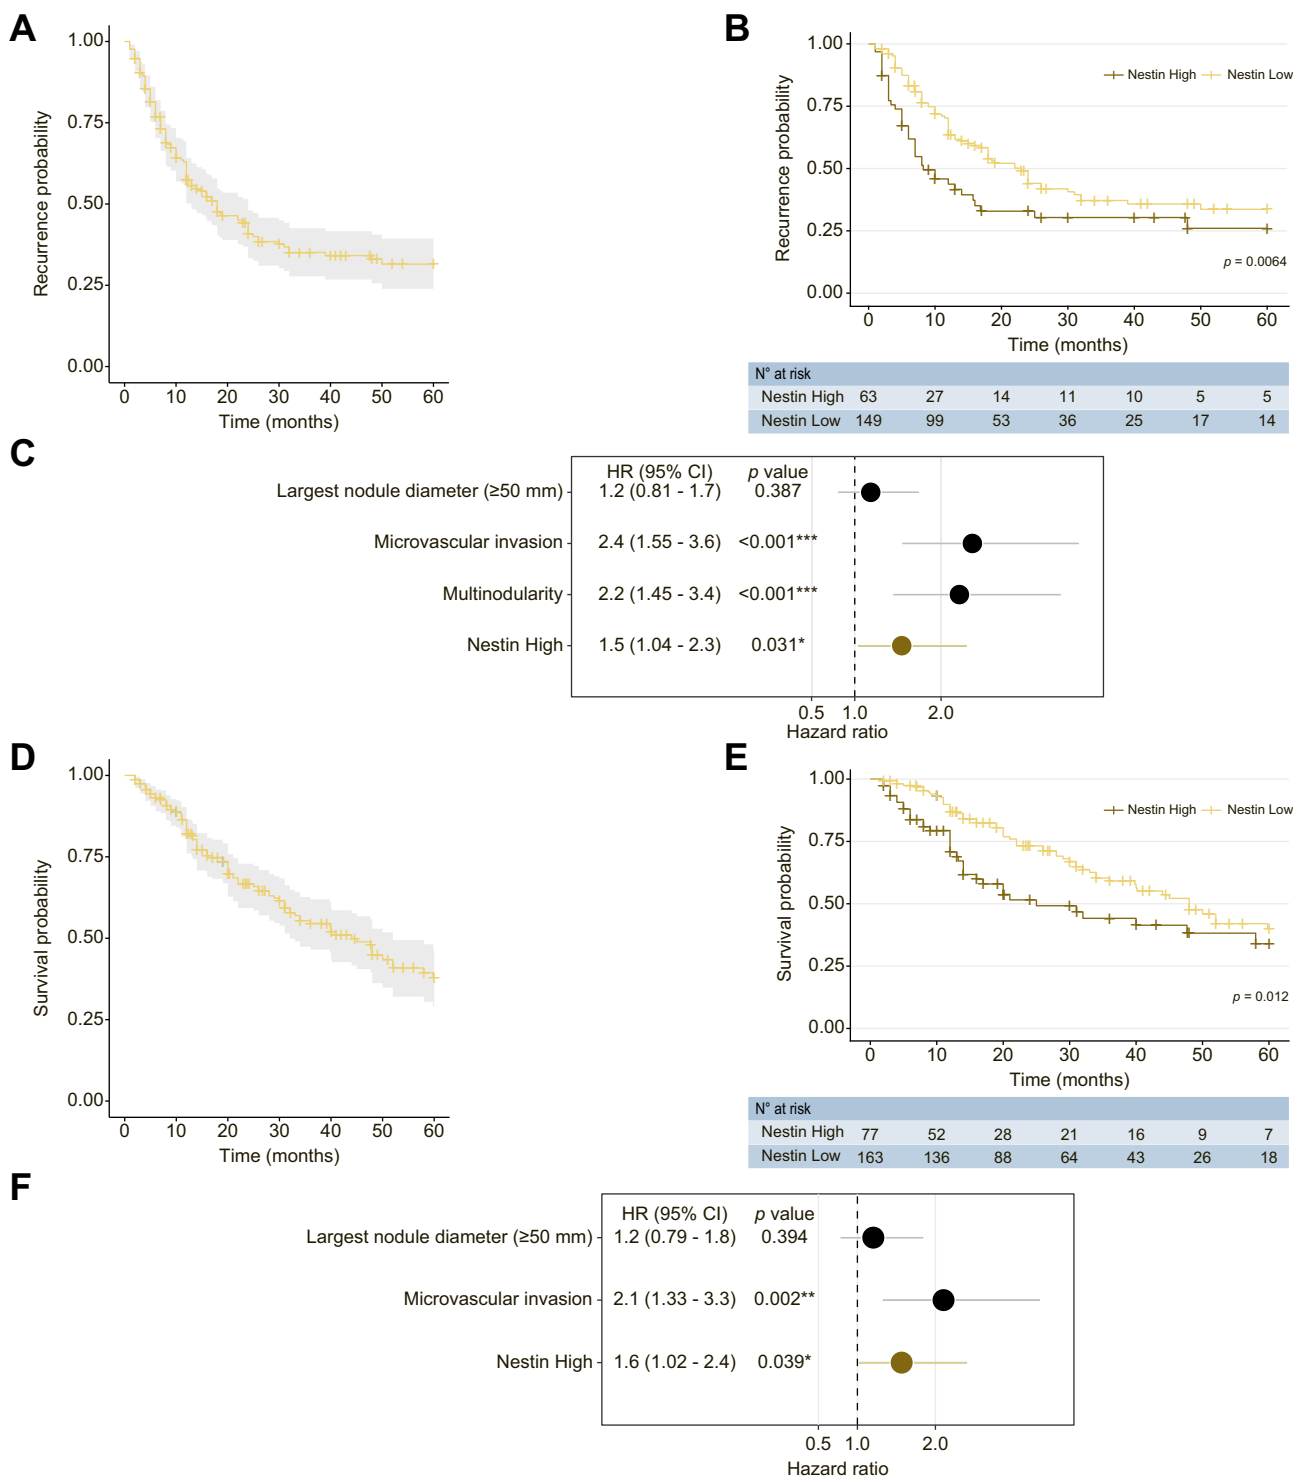 A
1.00
0.75
0.50
0.25
0.00
Recurrence probability
0 10 20 30 40 50 60
Time (months)
B
1.00
0.75
0.50
0.25
0.00
Recurrence probability
Nestin High Nestin Low
p = 0.0064
0 10 20 30 40 50 60
Time (months)
N° at risk
Nestin High 63 27 14 11 10 5 5
Nestin Low 149 99 53 36 25 17 14
C
HR (95% CI) p value
Largest nodule diameter (≥50 mm) 1.2 (0.81 - 1.7) 0.387
Microvascular invasion 2.4 (1.55 - 3.6) <0.001***
Multinodularity 2.2 (1.45 - 3.4) <0.001***
Nestin High 1.5 (1.04 - 2.3) 0.031*
0.5 1.0 2.0
Hazard ratio
D
1.00
0.75
0.50
0.25
0.00
Survival probability
0 10 20 30 40 50 60
Time (months)
E
1.00
0.75
0.50
0.25
0.00
Survival probability
Nestin High Nestin Low
p = 0.012
0 10 20 30 40 50 60
Time (months)
N° at risk
Nestin High 77 52 28 21 16 9 7
Nestin Low 163 136 88 64 43 26 18
F
HR (95% CI) p value
Largest nodule diameter (≥50 mm) 1.2 (0.79 - 1.8) 0.394
Microvascular invasion 2.1 (1.33 - 3.3) 0.002**
Nestin High 1.6 (1.02 - 2.4) 0.039*
0.5 1.0 2.0
Hazard ratio